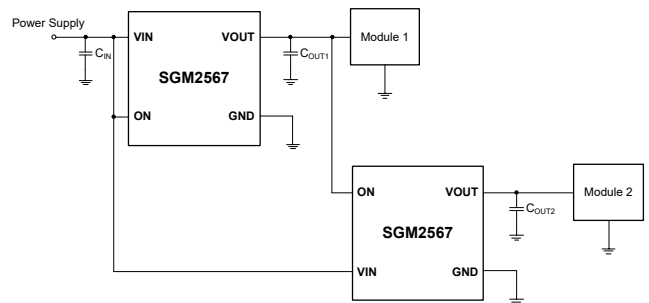 Power Supply
VIN VOUT
C_IN C_OUT1 Module 1
SGM2567
ON GND
ON VOUT Module 2
C_OUT2
SGM2567
VIN GND